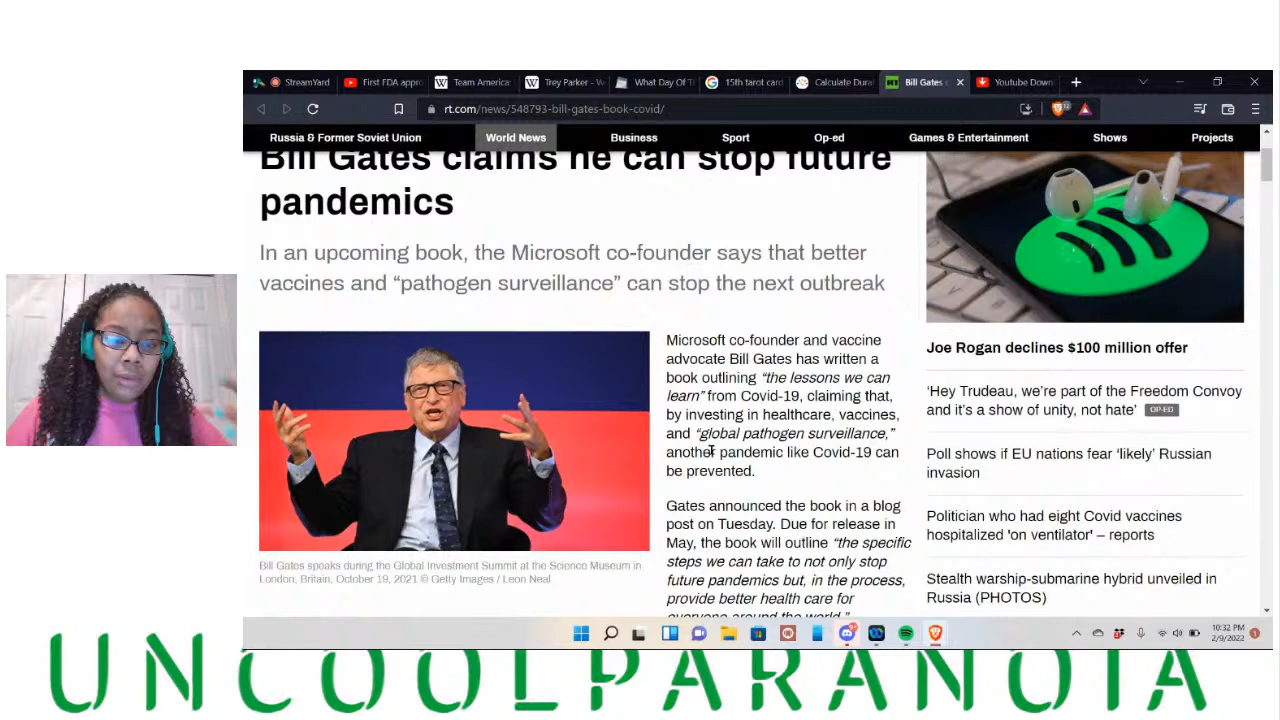 StreamYard
First FDA appro
Team America:
Trey Parker - W
What Day Of Tl
15th tarot card
Calculate Durat
Bill Gates c
Youtube Down
rt.com/news/548793-bill-gates-book-covid/
Russia & Former Soviet Union
World News
Business
Sport
Op-ed
Games & Entertainment
Shows
Projects
Bill Gates claims he can stop future
pandemics
In an upcoming book, the Microsoft co-founder says that better
vaccines and “pathogen surveillance” can stop the next outbreak
Bill Gates speaks during the Global Investment Summit at the Science Museum in
London, Britain, October 19, 2021 © Getty Images / Leon Neal
Microsoft co-founder and vaccine
advocate Bill Gates has written a
book outlining “the lessons we can
learn” from Covid-19, claiming that,
by investing in healthcare, vaccines,
and “global pathogen surveillance,”
another pandemic like Covid-19 can
be prevented.
Gates announced the book in a blog
post on Tuesday. Due for release in
May, the book will outline “the specific
steps we can take to not only stop
future pandemics but, in the process,
provide better health care for
everyone around the world.”
Joe Rogan declines $100 million offer
‘Hey Trudeau, we’re part of the Freedom Convoy
and it’s a show of unity, not hate’ OP-ED
Poll shows if EU nations fear ‘likely’ Russian
invasion
Politician who had eight Covid vaccines
hospitalized 'on ventilator' – reports
Stealth warship-submarine hybrid unveiled in
Russia (PHOTOS)
10:32 PM
2/9/2022
UNCOOLPARANOIA